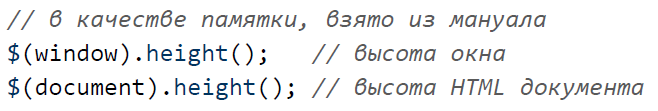 // в качестве памятки, взято из мануала
$(window).height();   // высота окна
$(document).height(); // высота HTML документа